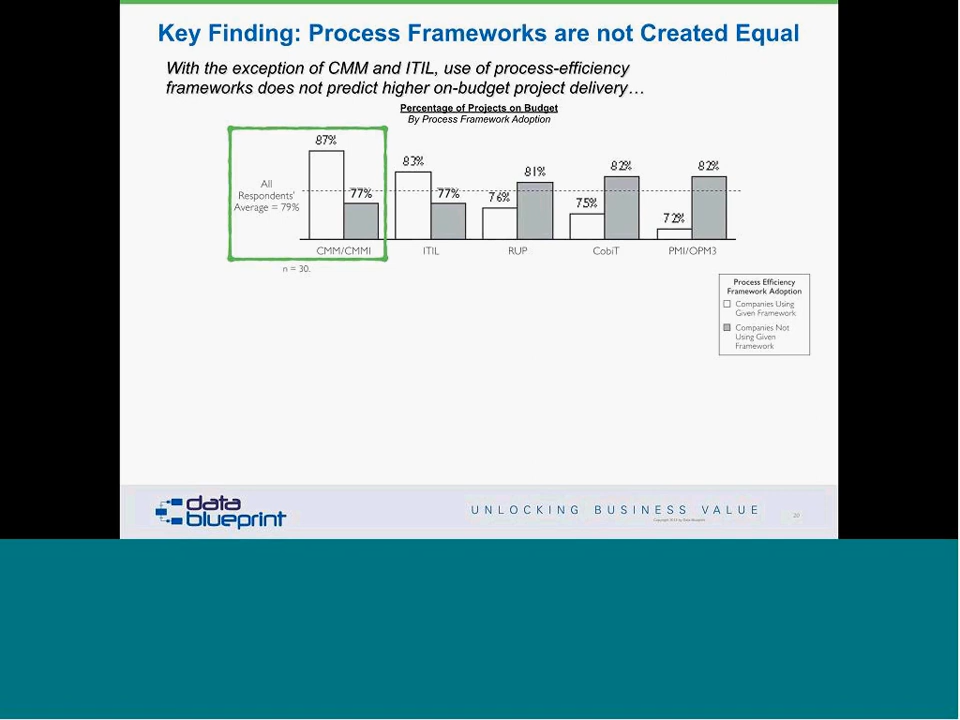 Key Finding: Process Frameworks are not Created Equal
With the exception of CMM and ITIL, use of process-efficiency
frameworks does not predict higher on-budget project delivery…
Percentage of Projects on Budget
By Process Framework Adoption
87%
77%
83%
77%
76%
81%
75%
82%
72%
82%
All
Respondents'
Average = 79%
CMM/CMMI
ITIL
RUP
CobiT
PMI/OPM3
n = 30.
Process Efficiency
Framework Adoption
Companies Using
Given Framework
Companies Not
Using Given
Framework
data
blueprint
UNLOCKING BUSINESS VALUE
20